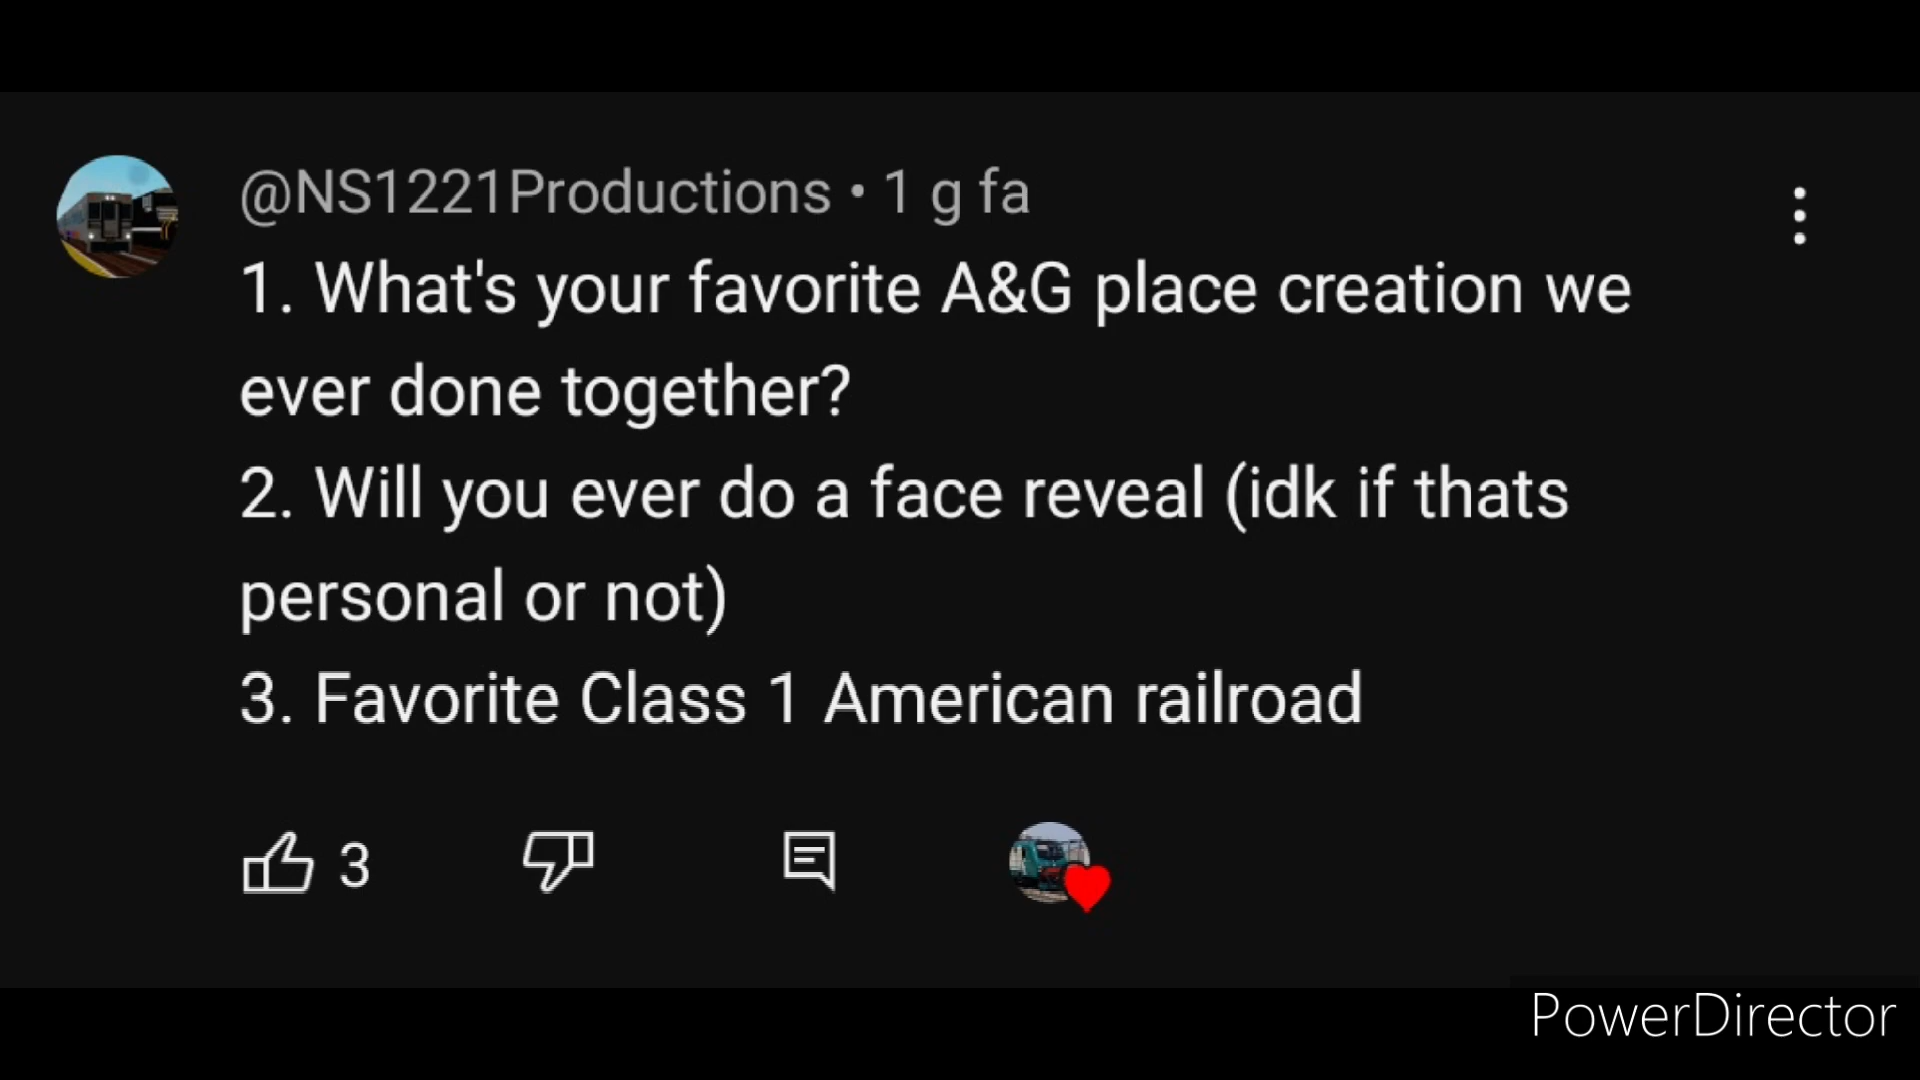 @NS1221Productions • 1 g fa
1. What's your favorite A&G place creation we
ever done together?
2. Will you ever do a face reveal (idk if thats
personal or not)
3. Favorite Class 1 American railroad
3
PowerDirector